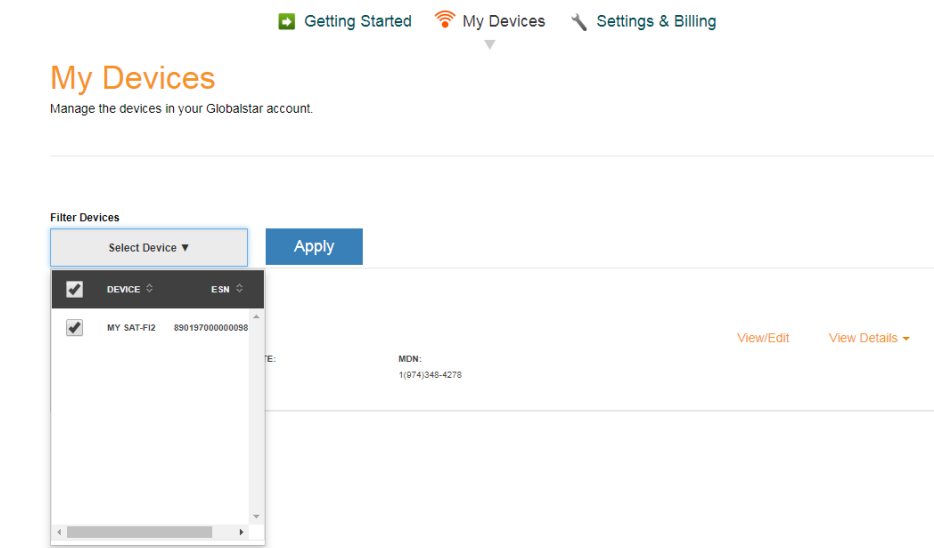 Getting Started My Devices Settings & Billing
My Devices
Manage the devices in your Globalstar account.
Filter Devices
Select Device ▼ Apply
DEVICE ESN
MY SAT-FI2 890197000000098
View/Edit View Details
TE: MDN:
1(974)348-4278